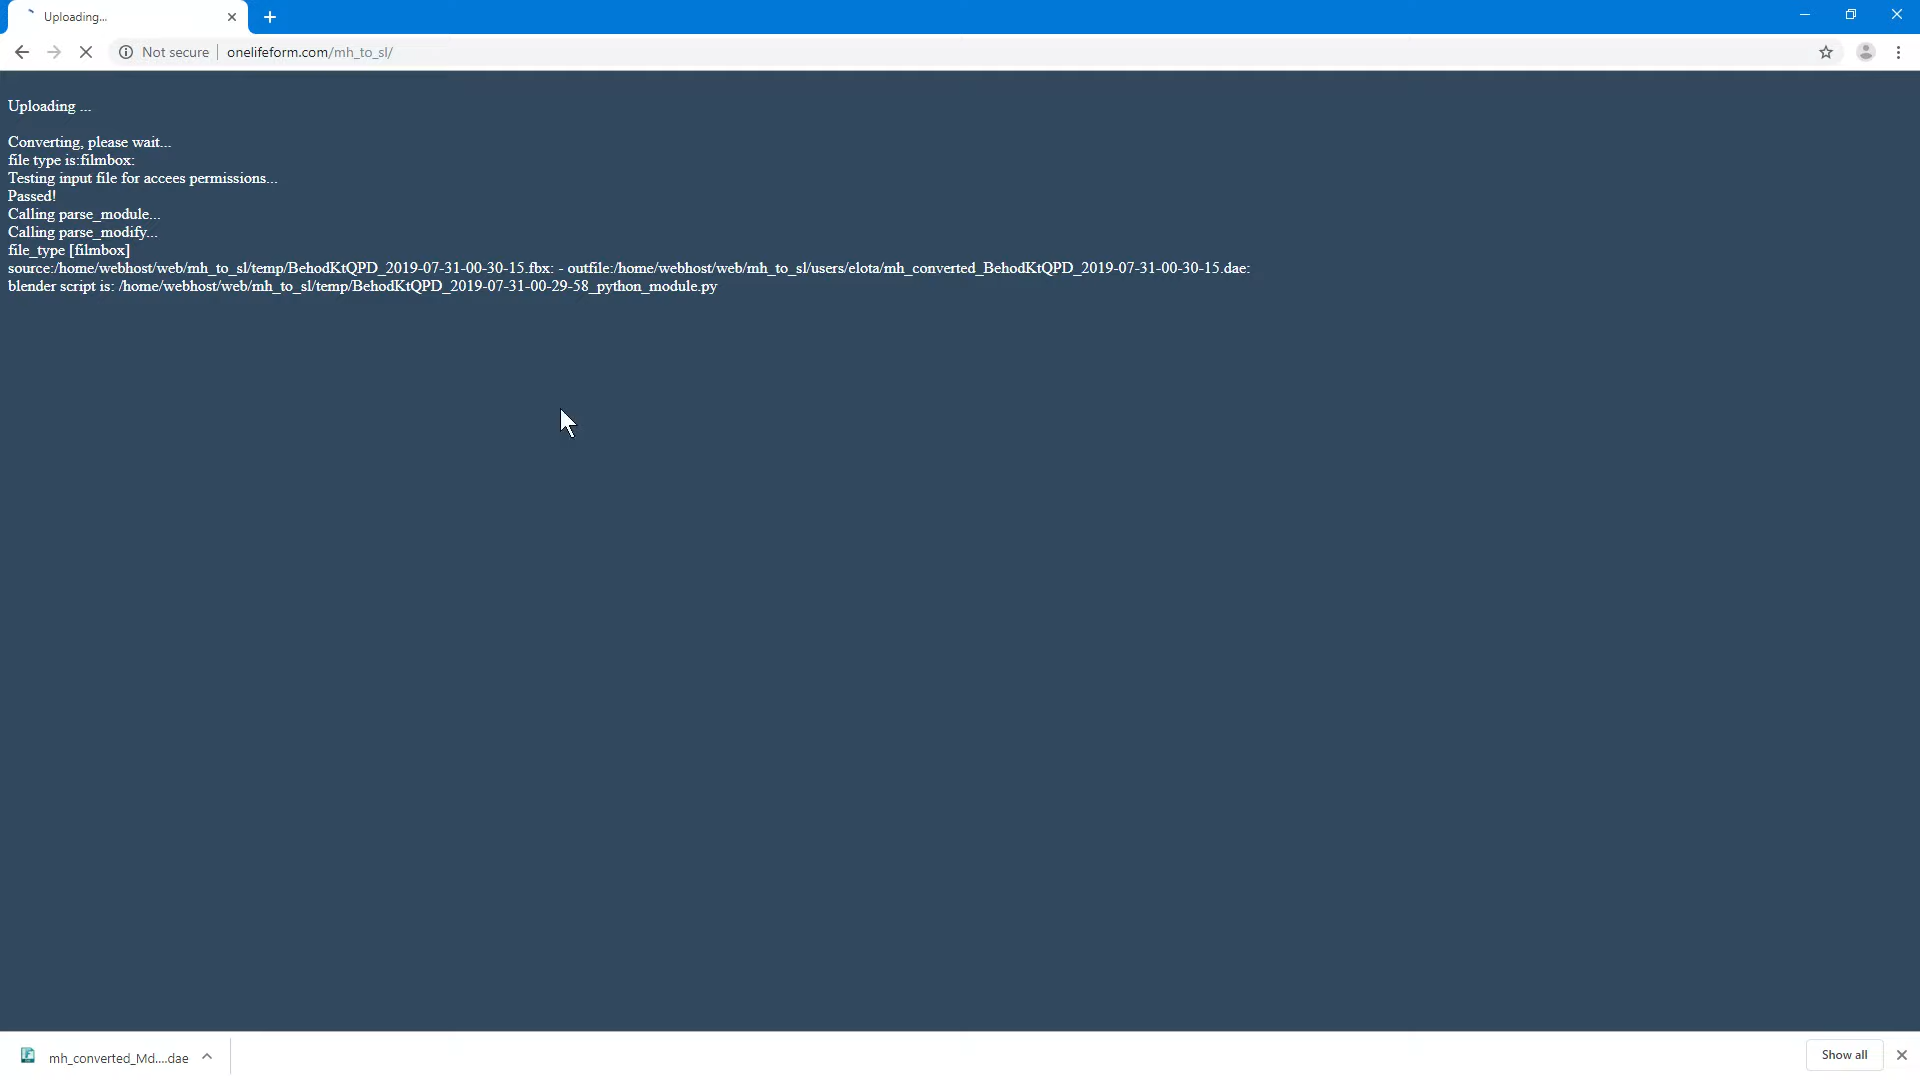 Uploading...
Not secure
onelifeform.com/mh_to_sl/
Uploading ...
Converting, please wait...
file type is:filmbox:
Testing input file for accees permissions...
Passed!
Calling parse_module...
Calling parse_modify...
file_type [filmbox]
source:/home/webhost/web/mh_to_sl/temp/BehodKtQPD_2019-07-31-00-30-15.fbx: - outfile:/home/webhost/web/mh_to_sl/users/elota/mh_converted_BehodKtQPD_2019-07-31-00-30-15.dae:
blender script is: /home/webhost/web/mh_to_sl/temp/BehodKtQPD_2019-07-31-00-29-58_python_module.py
mh_converted_Md....dae
Show all